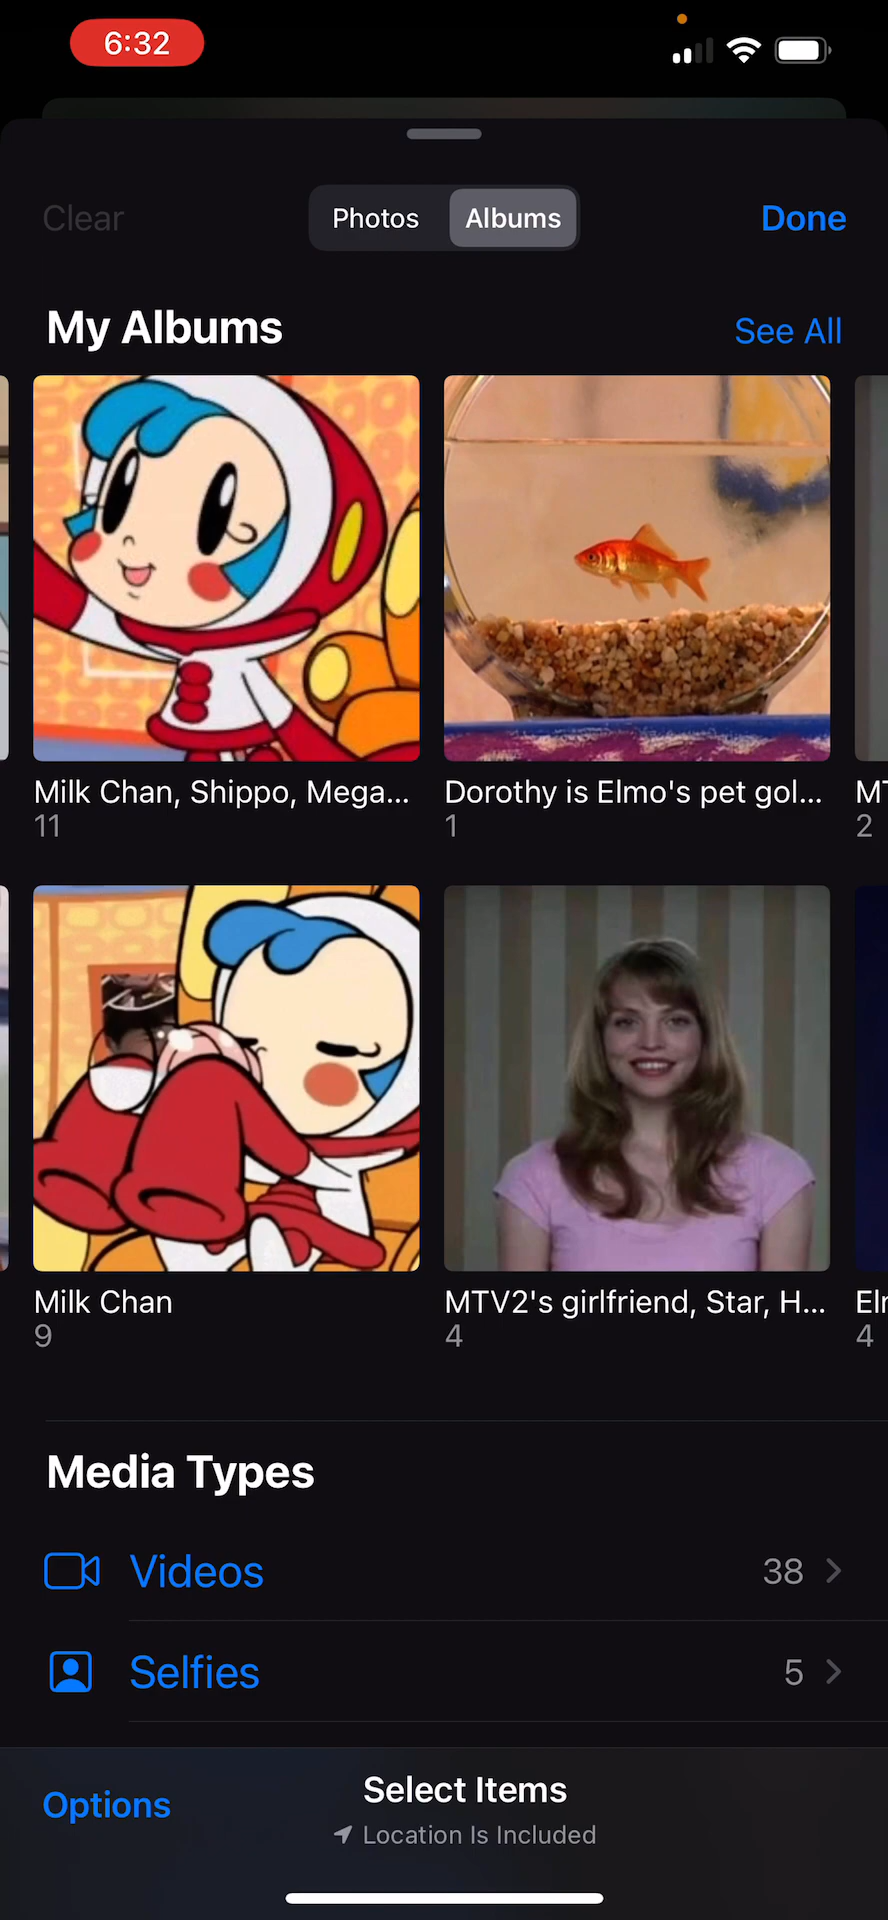 6:32
Clear
Photos
Albums
Done
My Albums
See All
Milk Chan, Shippo, Mega...
11
Dorothy is Elmo's pet gol...
1
MT
2
Milk Chan
9
MTV2's girlfriend, Star, H...
4
Elr
4
Media Types
Videos
38
Selfies
5
Options
Select Items
Location Is Included